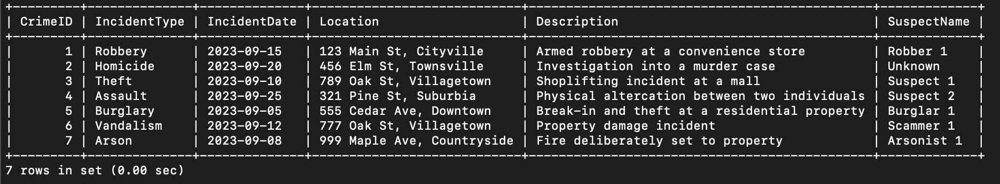 +---------+---------------+---------------+----------------------------+-----------------------------------------------+-------------+
| CrimeID | IncidentType | IncidentDate | Location                   | Description                                  | SuspectName |
+---------+---------------+---------------+----------------------------+-----------------------------------------------+-------------+
|       1 | Robbery      | 2023-09-15   | 123 Main St, Cityville     | Armed robbery at a convenience store         | Robber 1    |
|       2 | Homicide     | 2023-09-20   | 456 Elm St, Townsville     | Investigation into a murder case             | Unknown     |
|       3 | Theft        | 2023-09-10   | 789 Oak St, Villagetown    | Shoplifting incident at a mall               | Suspect 1   |
|       4 | Assault      | 2023-09-25   | 321 Pine St, Suburbia      | Physical altercation between two individuals | Suspect 2   |
|       5 | Burglary     | 2023-09-05   | 555 Cedar Ave, Downtown    | Break-in and theft at a residential property | Burglar 1   |
|       6 | Vandalism    | 2023-09-12   | 777 Oak St, Villagetown    | Property damage incident                     | Scammer 1   |
|       7 | Arson        | 2023-09-08   | 999 Maple Ave, Countryside | Fire deliberately set to property            | Arsonist 1  |
+---------+---------------+---------------+----------------------------+-----------------------------------------------+-------------+
7 rows in set (0.00 sec)